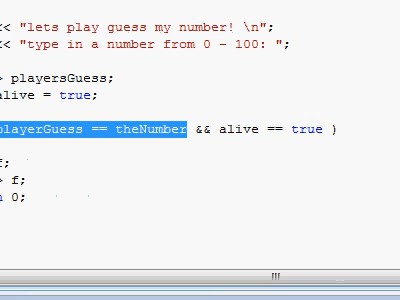 << "lets play guess my number! \n";
<< "type in a number from 0 - 100: ";
> playersGuess;
alive = true;
playerGuess == theNumber && alive == true )
f;
> f;
0;